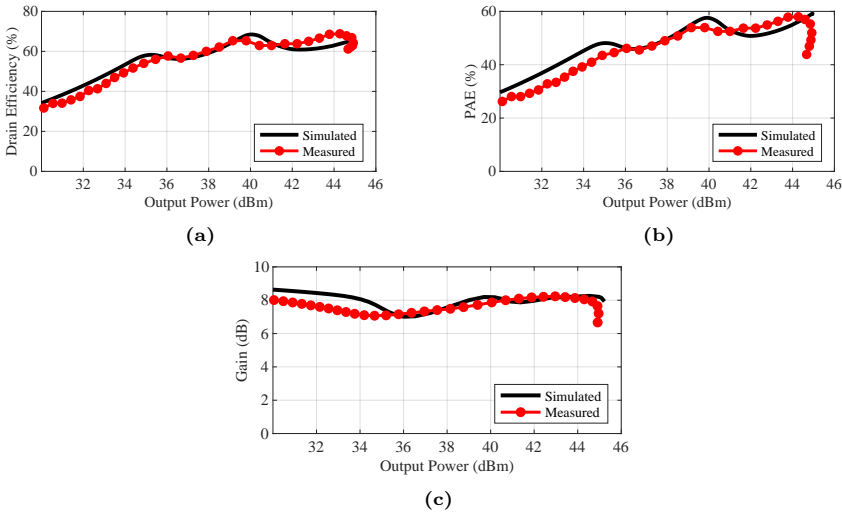 80
60
40
20
0
Drain Efficiency (%)
Simulated
Measured
32 34 36 38 40 42 44 46
Output Power (dBm)
(a)
60
40
20
0
PAE (%)
Simulated
Measured
32 34 36 38 40 42 44 46
Output Power (dBm)
(b)
10
8
6
4
2
0
Gain (dB)
Simulated
Measured
32 34 36 38 40 42 44 46
Output Power (dBm)
(c)